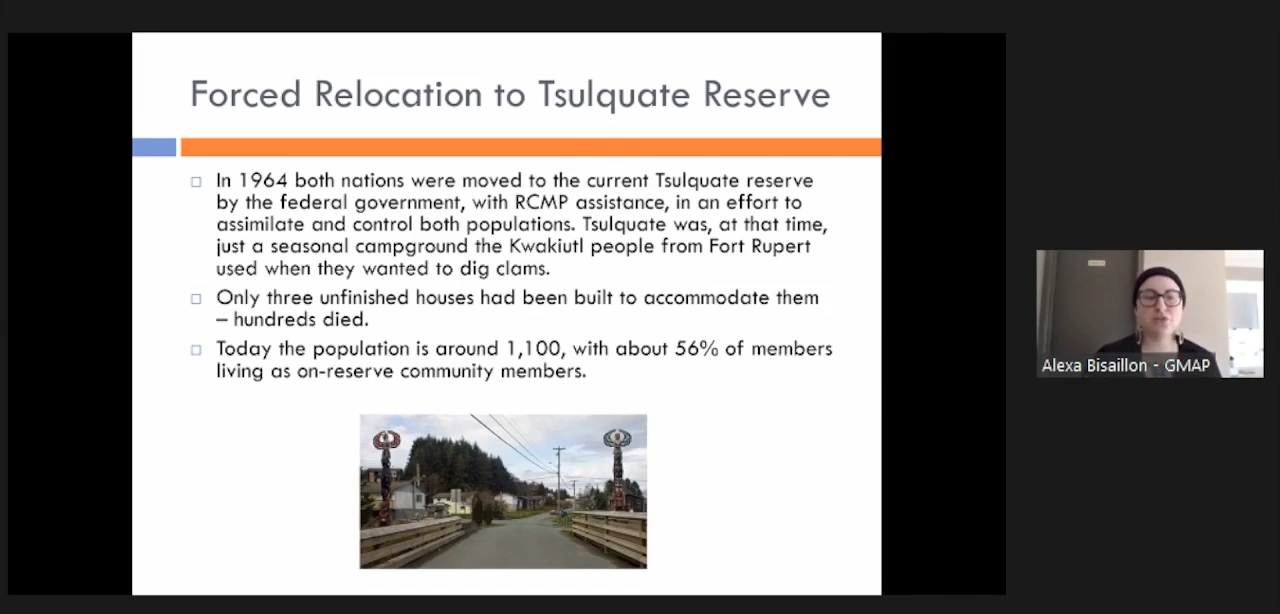 Forced Relocation to Tsulquate Reserve
In 1964 both nations were moved to the current Tsulquate reserve
by the federal government, with RCMP assistance, in an effort to
assimilate and control both populations. Tsulquate was, at that time,
just a seasonal campground the Kwakiutl people from Fort Rupert
used when they wanted to dig clams.
Only three unfinished houses had been built to accommodate them
– hundreds died.
Today the population is around 1,100, with about 56% of members
living as on-reserve community members.
Alexa Bisaillon - GMAP